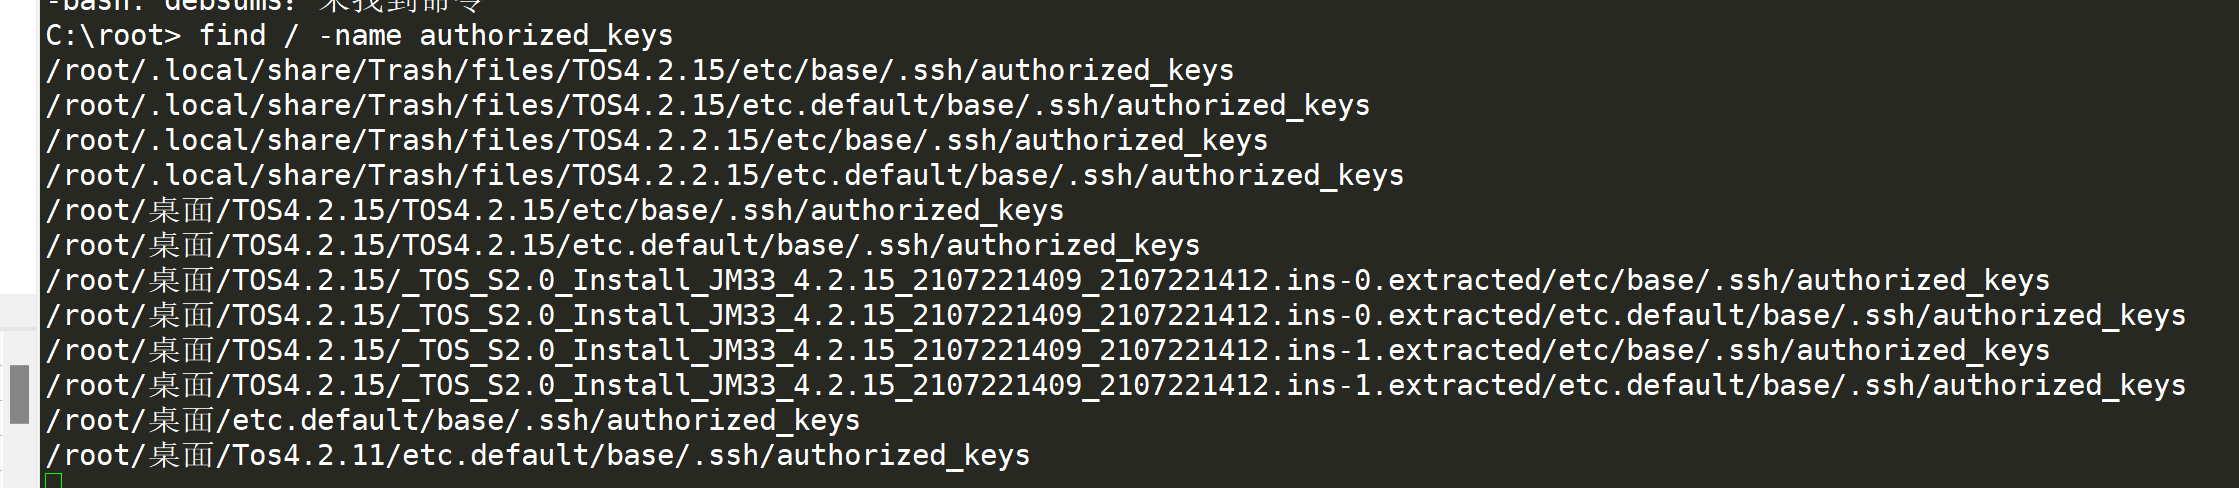 -bash: debsums: 未找到命令
C:\root> find / -name authorized_keys
/root/.local/share/Trash/files/TOS4.2.15/etc/base/.ssh/authorized_keys
/root/.local/share/Trash/files/TOS4.2.15/etc.default/base/.ssh/authorized_keys
/root/.local/share/Trash/files/TOS4.2.2.15/etc/base/.ssh/authorized_keys
/root/.local/share/Trash/files/TOS4.2.2.15/etc.default/base/.ssh/authorized_keys
/root/桌面/TOS4.2.15/TOS4.2.15/etc/base/.ssh/authorized_keys
/root/桌面/TOS4.2.15/TOS4.2.15/etc.default/base/.ssh/authorized_keys
/root/桌面/TOS4.2.15/_TOS_S2.0_Install_JM33_4.2.15_2107221409_2107221412.ins-0.extracted/etc/base/.ssh/authorized_keys
/root/桌面/TOS4.2.15/_TOS_S2.0_Install_JM33_4.2.15_2107221409_2107221412.ins-0.extracted/etc.default/base/.ssh/authorized_keys
/root/桌面/TOS4.2.15/_TOS_S2.0_Install_JM33_4.2.15_2107221409_2107221412.ins-1.extracted/etc/base/.ssh/authorized_keys
/root/桌面/TOS4.2.15/_TOS_S2.0_Install_JM33_4.2.15_2107221409_2107221412.ins-1.extracted/etc.default/base/.ssh/authorized_keys
/root/桌面/etc.default/base/.ssh/authorized_keys
/root/桌面/Tos4.2.11/etc.default/base/.ssh/authorized_keys